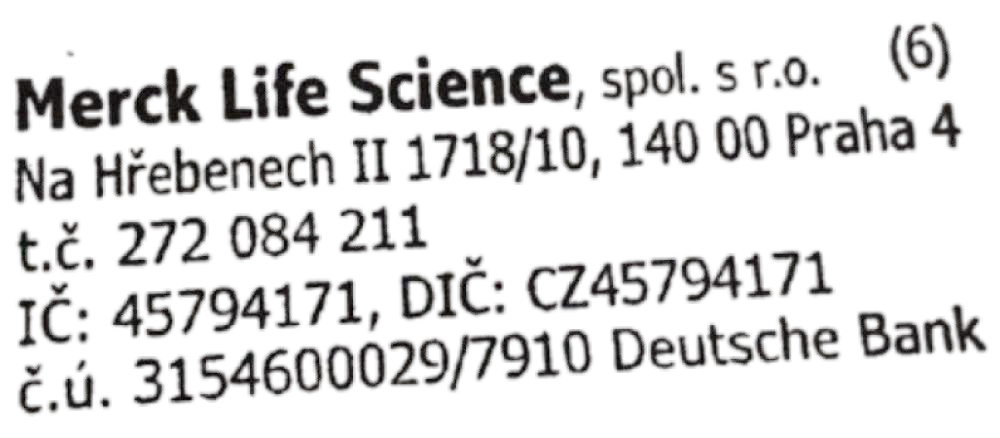 Merck Life Science, spol. s r.o. (6)
Na Hřebenech II 1718/10, 140 00 Praha 4
t.č. 272 084 211
IČ: 45794171, DIČ: CZ45794171
č.ú. 3154600029/7910 Deutsche Bank